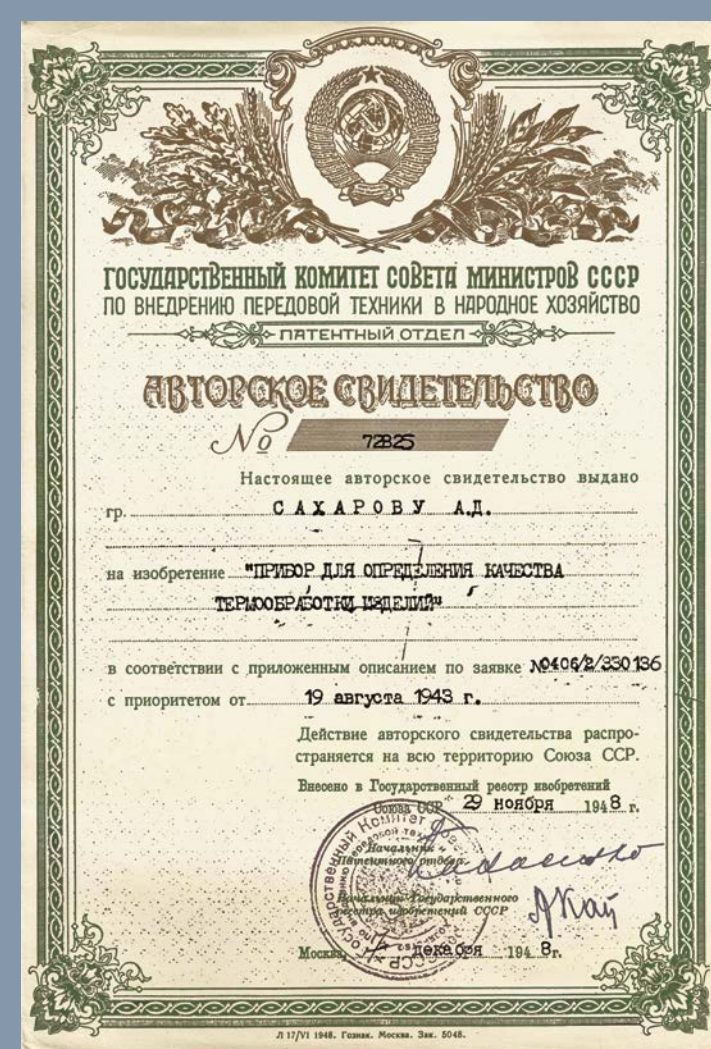 ГОСУДАРСТВЕННЫЙ КОМИТЕТ СОВЕТА МИНИСТРОВ СССР
ПО ВНЕДРЕНИЮ ПЕРЕДОВОЙ ТЕХНИКИ В НАРОДНОЕ ХОЗЯЙСТВО
ПАТЕНТНЫЙ ОТДЕЛ
АВТОРСКОЕ СВИДЕТЕЛЬСТВО
№ 72825
Настоящее авторское свидетельство выдано
гр. САХАРОВУ А.Д.
на изобретение "ПРИБОР ДЛЯ ОПРЕДЕЛЕНИЯ КАЧЕСТВА
ТЕРМООБРАБОТКИ ИЗДЕЛИЙ"
в соответствии с приложенным описанием по заявке №0406/2/330136
с приоритетом от 19 августа 1943 г.
Действие авторского свидетельства распро-
страняется на всю территорию Союза ССР.
Внесено в Государственный реестр изобретений
Союза ССР 29 ноября 1948 г.
Начальник
Патентного отдела
Начальник Государственного
реестра изобретений СССР
Москва, декабря 1948г.
Л 17/VI 1948. Гознак. Москва. Зак. 5048.